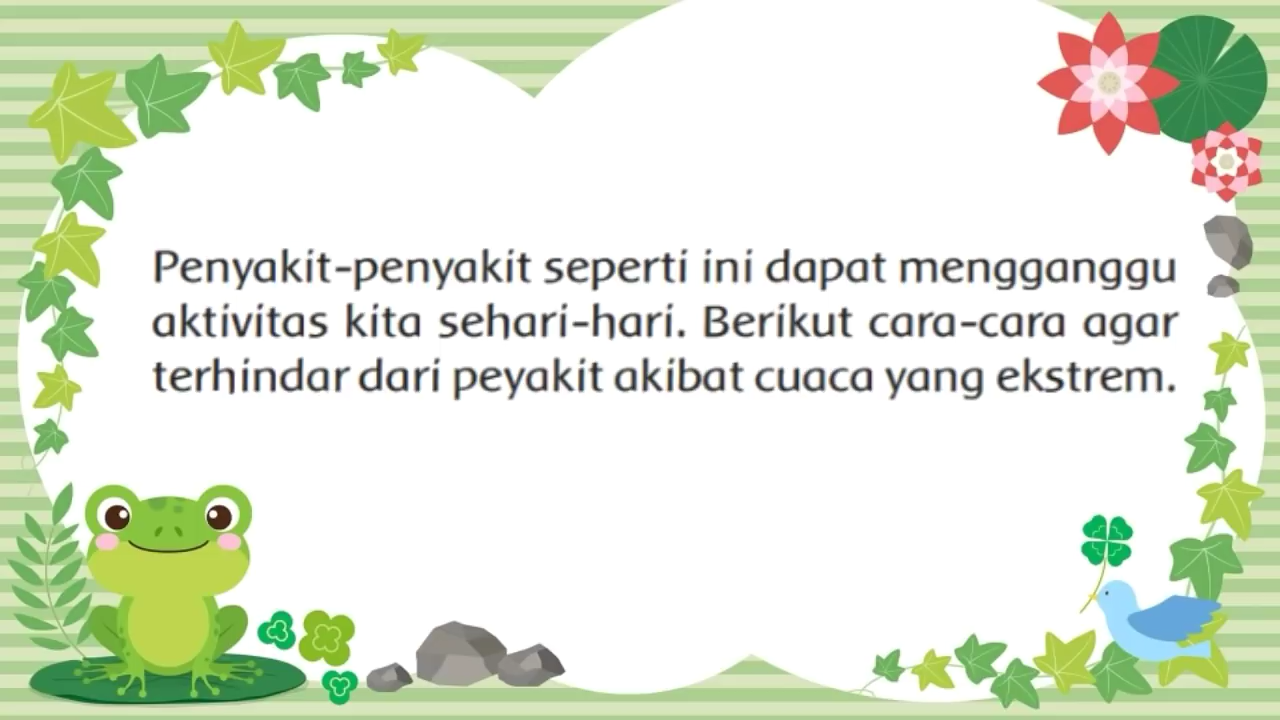 Penyakit-penyakit seperti ini dapat mengganggu
aktivitas kita sehari-hari. Berikut cara-cara agar
terhindar dari peyakit akibat cuaca yang ekstrem.